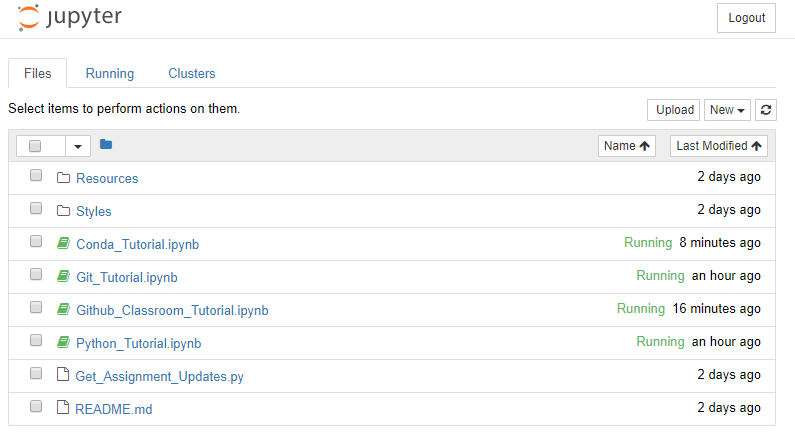 jupyter Logout
Files Running Clusters
Select items to perform actions on them. Upload New
Name Last Modified
Resources 2 days ago
Styles 2 days ago
Conda_Tutorial.ipynb Running 8 minutes ago
Git_Tutorial.ipynb Running an hour ago
Github_Classroom_Tutorial.ipynb Running 16 minutes ago
Python_Tutorial.ipynb Running an hour ago
Get_Assignment_Updates.py 2 days ago
README.md 2 days ago